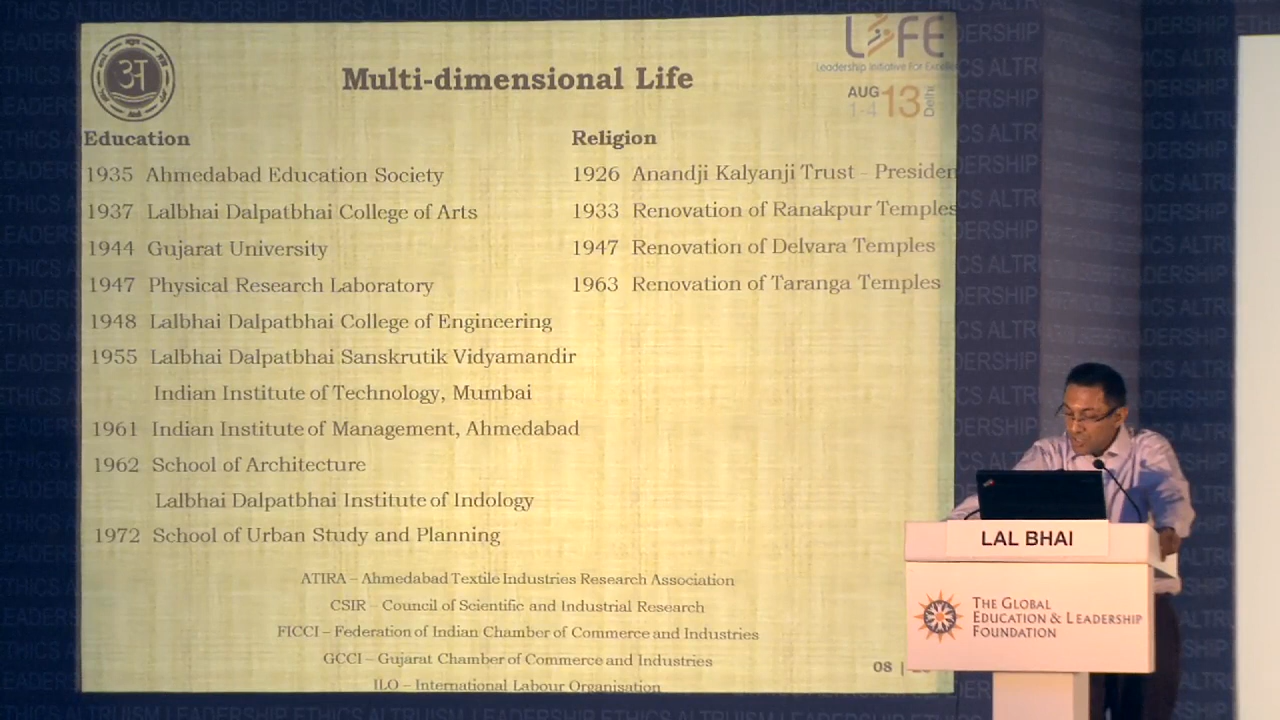 अ
LIFE
Leadership Initiative For
AUG
1-4 13 Delhi
Multi-dimensional Life
Education
1935 Ahmedabad Education Society
1937 Lalbhai Dalpatbhai College of Arts
1944 Gujarat University
1947 Physical Research Laboratory
1948 Lalbhai Dalpatbhai College of Engineering
1955 Lalbhai Dalpatbhai Sanskrutik Vidyamandir
Indian Institute of Technology, Mumbai
1961 Indian Institute of Management, Ahmedabad
1962 School of Architecture
Lalbhai Dalpatbhai Institute of Indology
1972 School of Urban Study and Planning
Religion
1926 Anandji Kalyanji Trust – Presiden
1933 Renovation of Ranakpur Temples
1947 Renovation of Delvara Temples
1963 Renovation of Taranga Temples
ATIRA – Ahmedabad Textile Industries Research Association
CSIR – Council of Scientific and Industrial Research
FICCI – Federation of Indian Chamber of Commerce and Industries
GCCI – Gujarat Chamber of Commerce and Industries
ILO – International Labour Organisation
08 |
LAL BHAI
THE GLOBAL
EDUCATION & LEADERSHIP
FOUNDATION